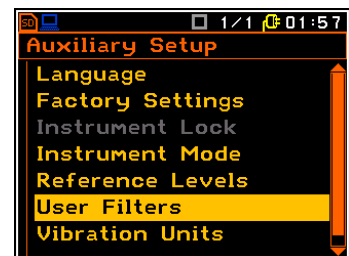 SD 1/1 01:57
Auxiliary Setup
Language
Factory Settings
Instrument Lock
Instrument Mode
Reference Levels
User Filters
Vibration Units